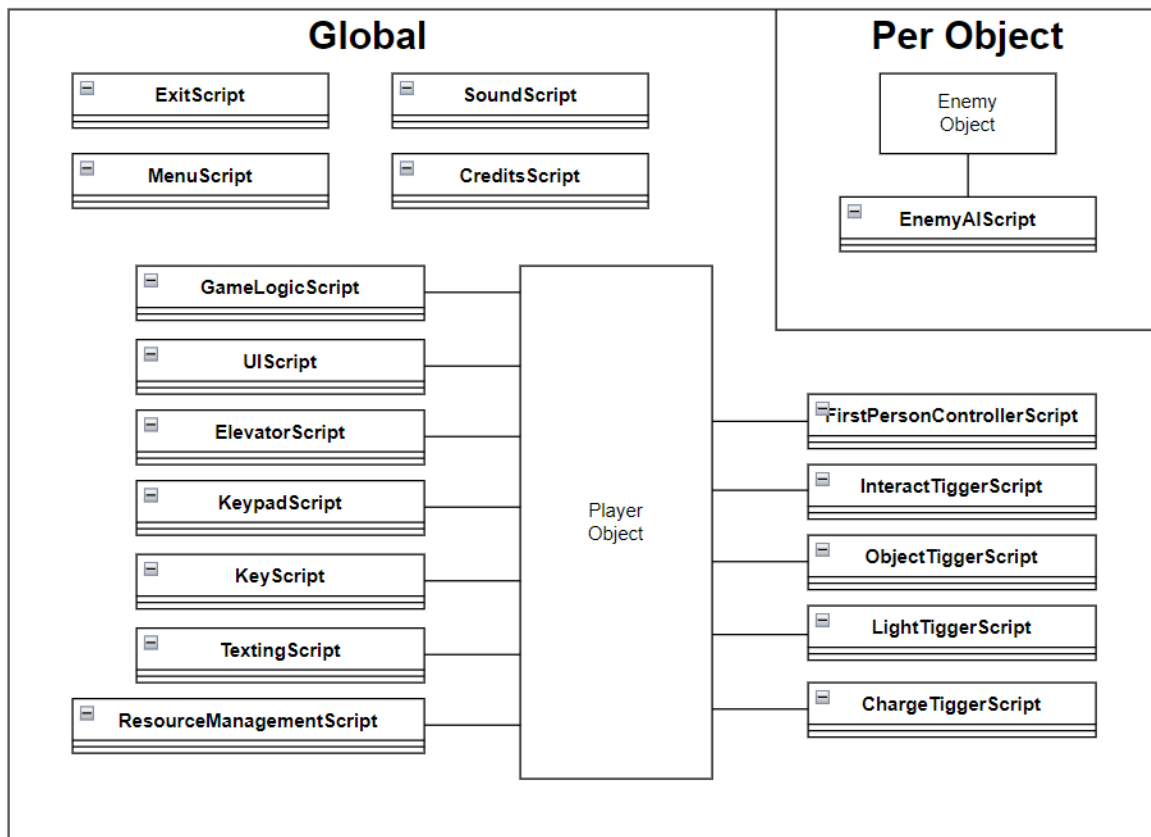 Global
Per Object
ExitScript
SoundScript
Enemy
Object
MenuScript
CreditsScript
EnemyAIScript
GameLogicScript
UIScript
ElevatorScript
KeypadScript
KeyScript
TextingScript
ResourceManagementScript
Player
Object
FirstPersonControllerScript
InteractTiggerScript
ObjectTiggerScript
LightTiggerScript
ChargeTiggerScript